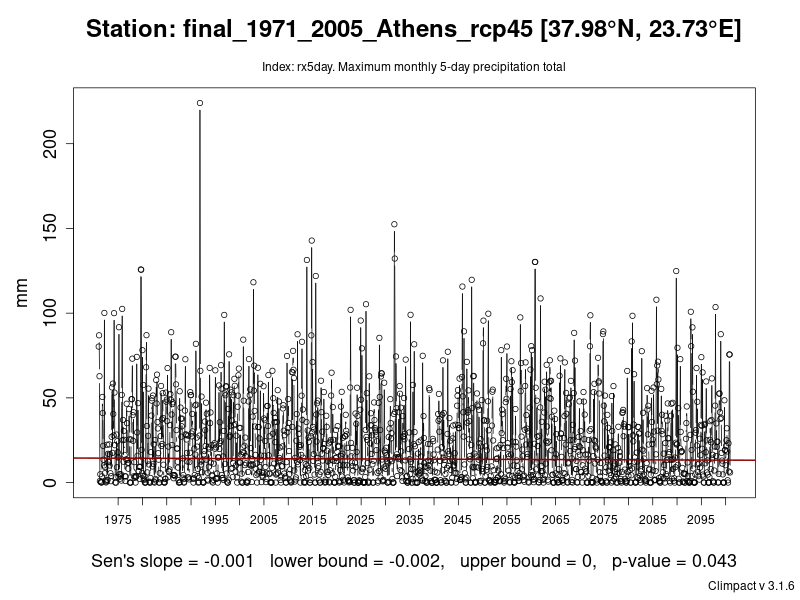 Station: final_1971_2005_Athens_rcp45 [37.98°N, 23.73°E]
Index: rx5day. Maximum monthly 5-day precipitation total
200
150
100
50
0
mm
1975 1985 1995 2005 2015 2025 2035 2045 2055 2065 2075 2085 2095
Sen's slope = -0.001 lower bound = -0.002, upper bound = 0, p-value = 0.043
Climpact v 3.1.6